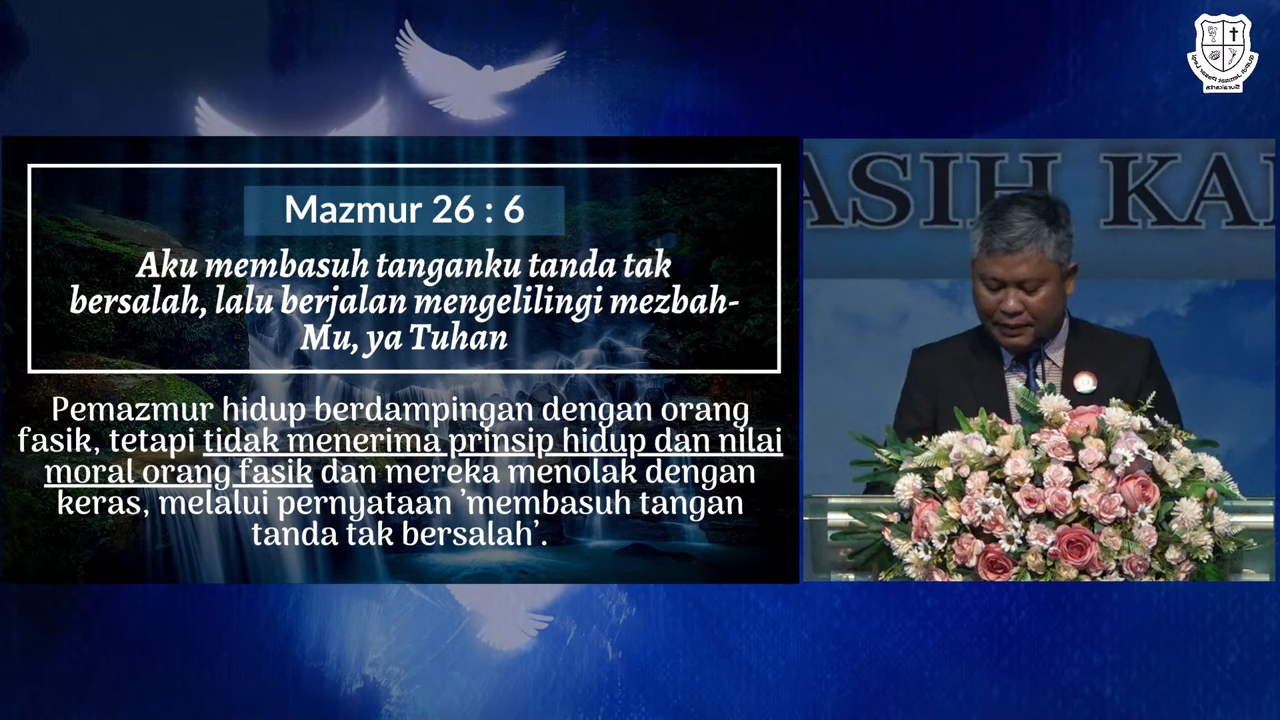 Mazmur 26 : 6
Aku membasuh tanganku tanda tak
bersalah, lalu berjalan mengelilingi mezbah-
Mu, ya Tuhan
Pemazmur hidup berdampingan dengan orang
fasik, tetapi tidak menerima prinsip hidup dan nilai
moral orang fasik dan mereka menolak dengan
keras, melalui pernyataan 'membasuh tangan
tanda tak bersalah'.
ASIH KA
Surakarta